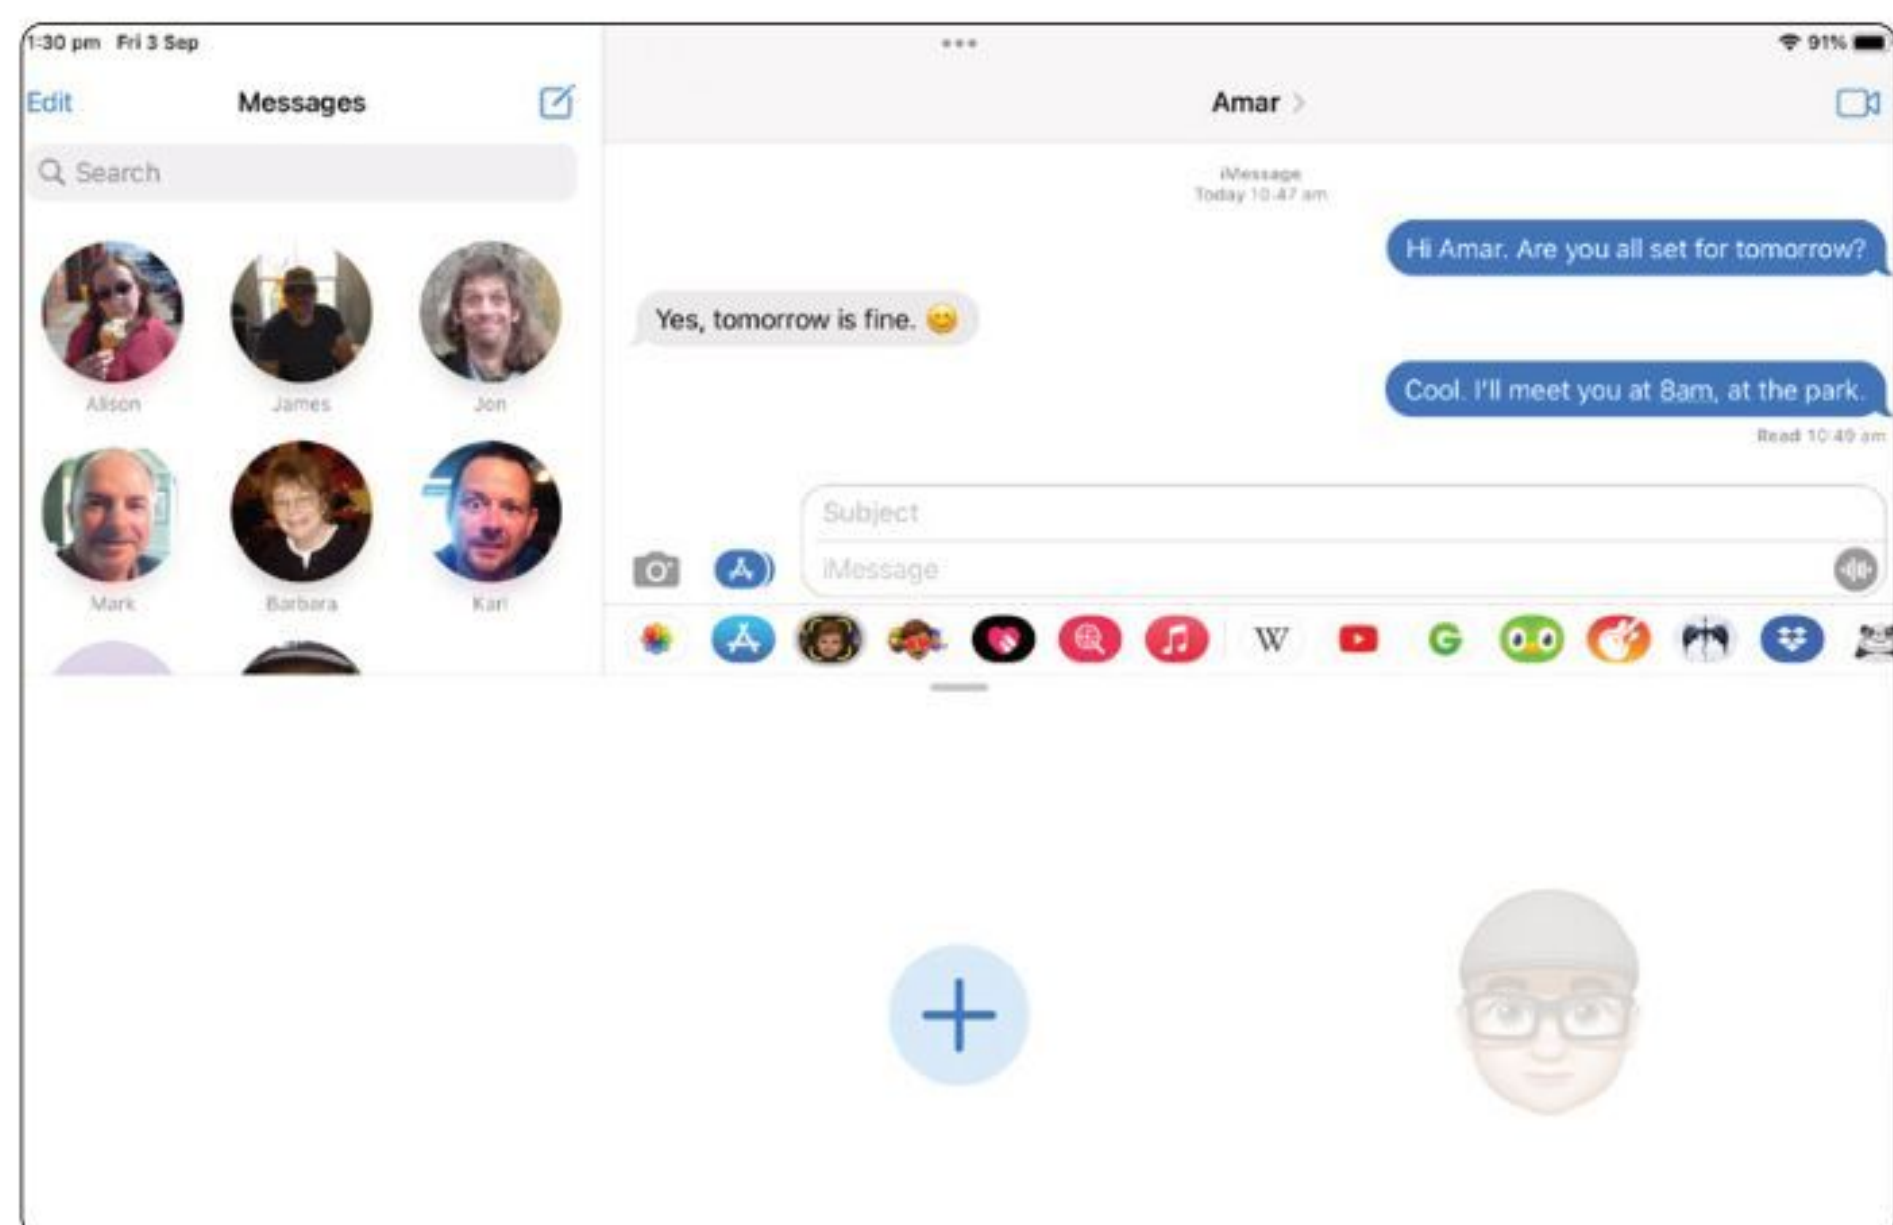 1:30 pm Fri 3 Sep
91%
Edit
Messages
Search
Alison
James
Jon
Mark
Barbara
Karl
Amar
iMessage
Today 10:47 am
Hi Amar. Are you all set for tomorrow?
Yes, tomorrow is fine. 😊
Cool. I'll meet you at 8am, at the park.
Read 10:49 am
Subject
iMessage
W
G